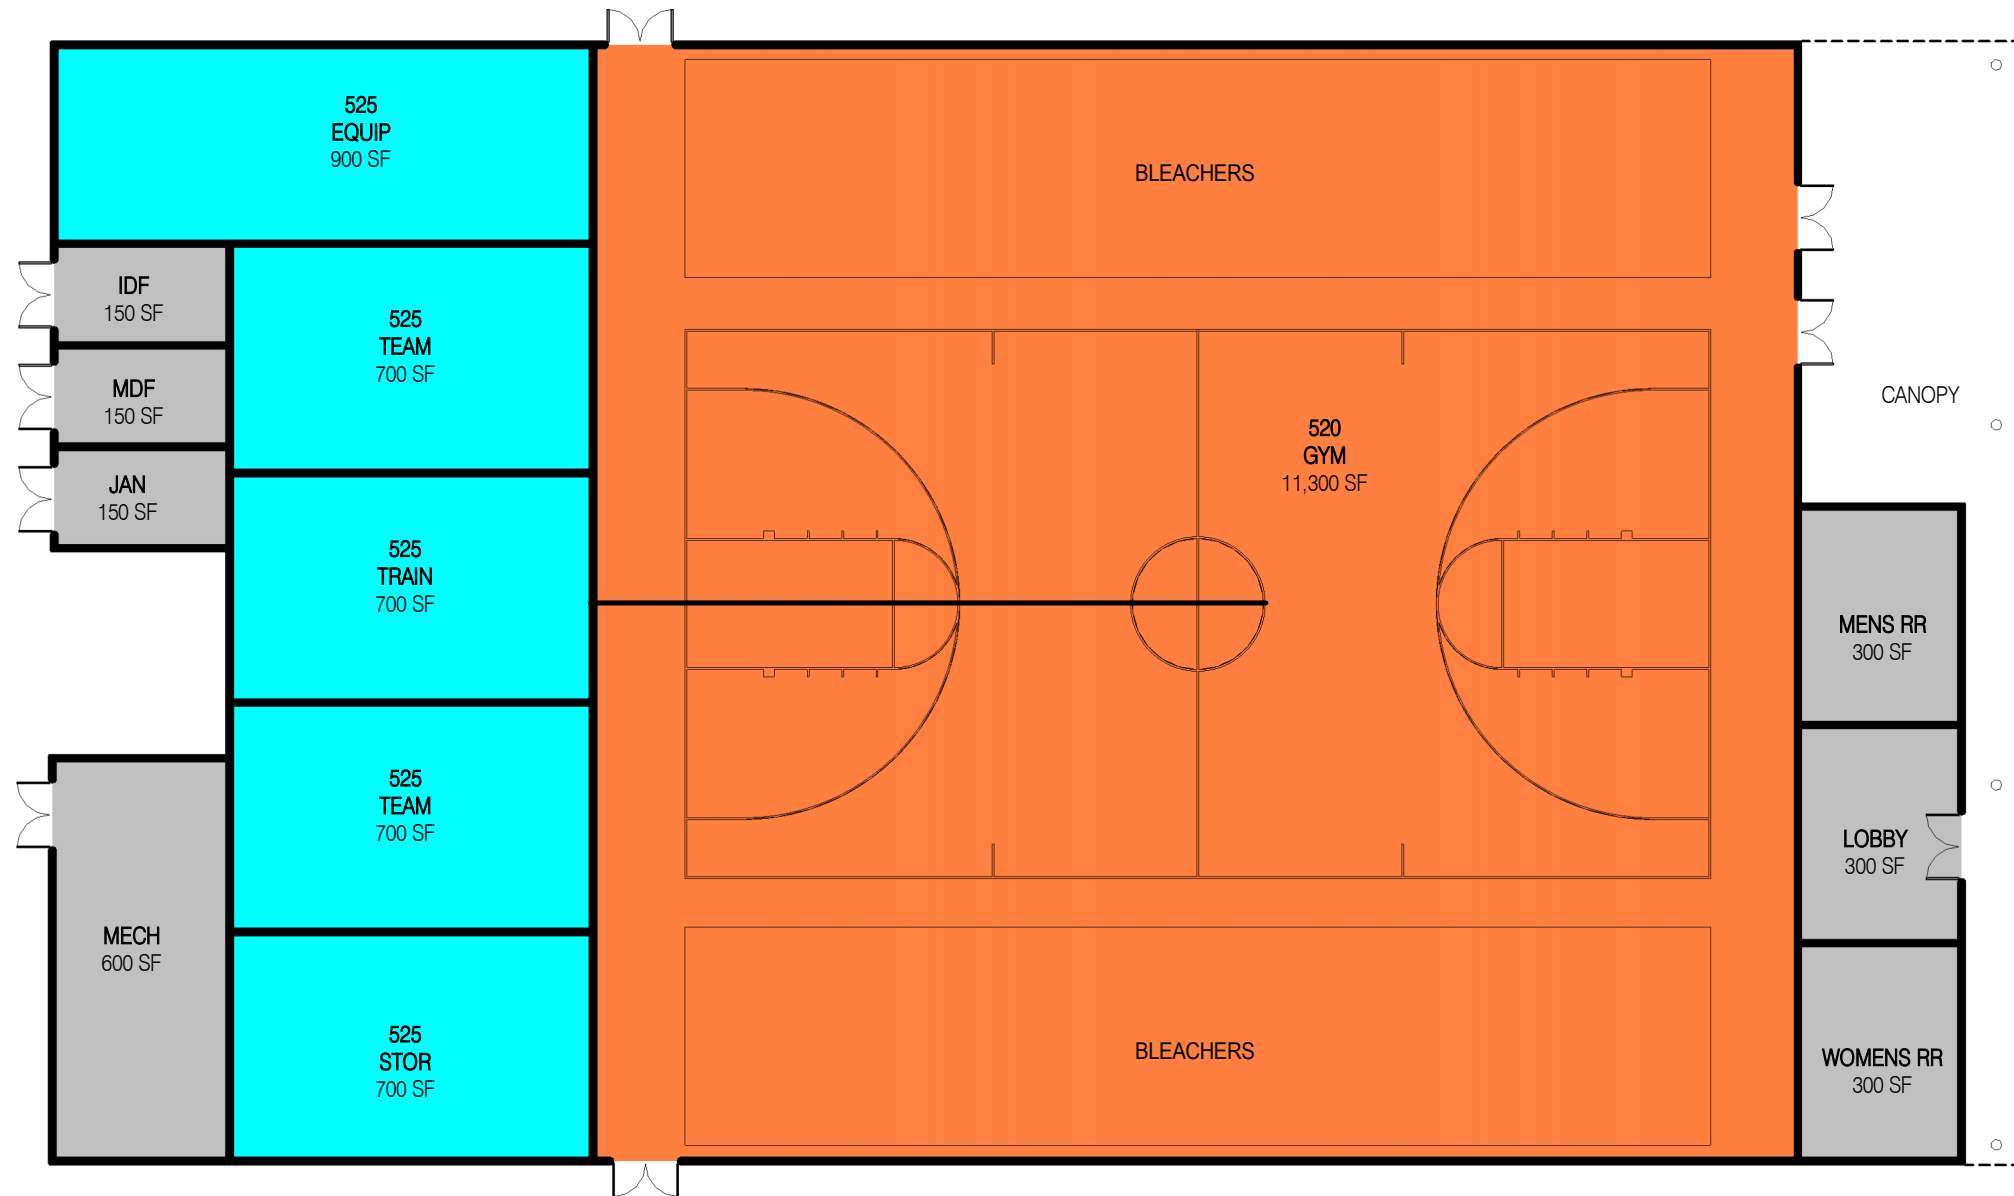 525
EQUIP
900 SF
BLEACHERS
IDF
150 SF
525
TEAM
700 SF
MDF
150 SF
CANOPY
520
GYM
11,300 SF
JAN
150 SF
525
TRAIN
700 SF
MENS RR
300 SF
525
TEAM
700 SF
LOBBY
300 SF
MECH
600 SF
525
STOR
700 SF
BLEACHERS
WOMENS RR
300 SF